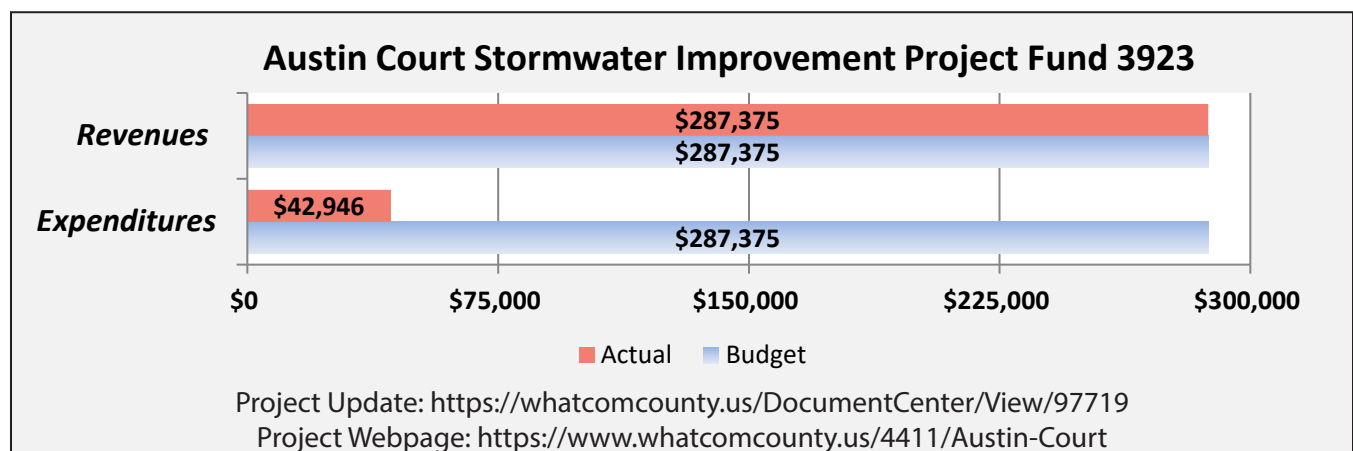 Austin Court Stormwater Improvement Project Fund 3923
Revenues
$287,375
$287,375
Expenditures
$42,946
$287,375
$0 $75,000 $150,000 $225,000 $300,000
Actual Budget
Project Update: https://whatcomcounty.us/DocumentCenter/View/97719
Project Webpage: https://www.whatcomcounty.us/4411/Austin-Court